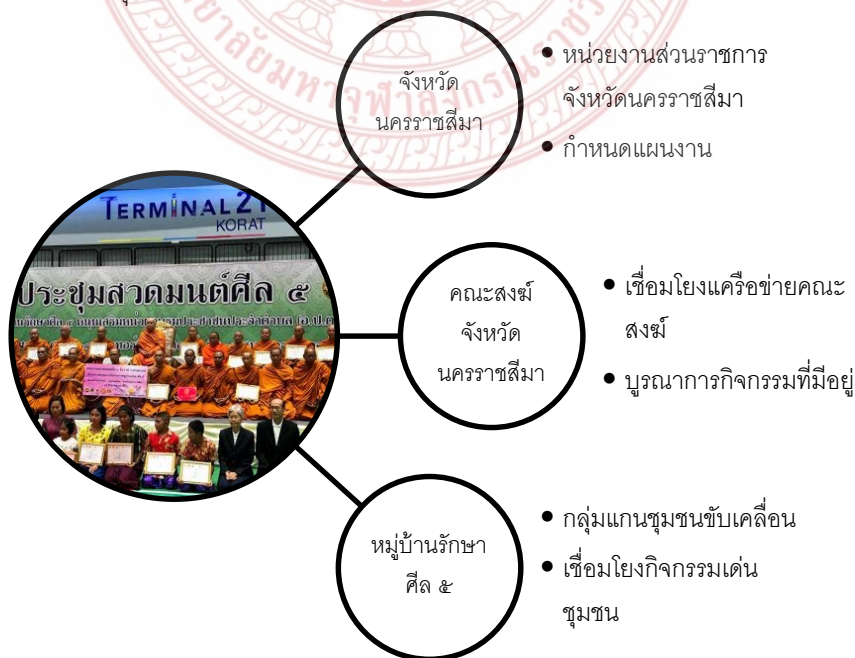 จังหวัด
นครราชสีมา
● หน่วยงานส่วนราชการ
จังหวัดนครราชสีมา
● กำหนดแผนงาน
TERMINAL 21
KORAT
ประชุมสวดมนต์ศีล ๕
คณะสงฆ์
จังหวัด
นครราชสีมา
● เชื่อมโยงเครือข่ายคณะ
สงฆ์
● บูรณาการกิจกรรมที่มีอยู่
หมู่บ้านรักษา
ศีล ๕
● กลุ่มแกนชุมชนขับเคลื่อน
● เชื่อมโยงกิจกรรมเด่น
ชุมชน